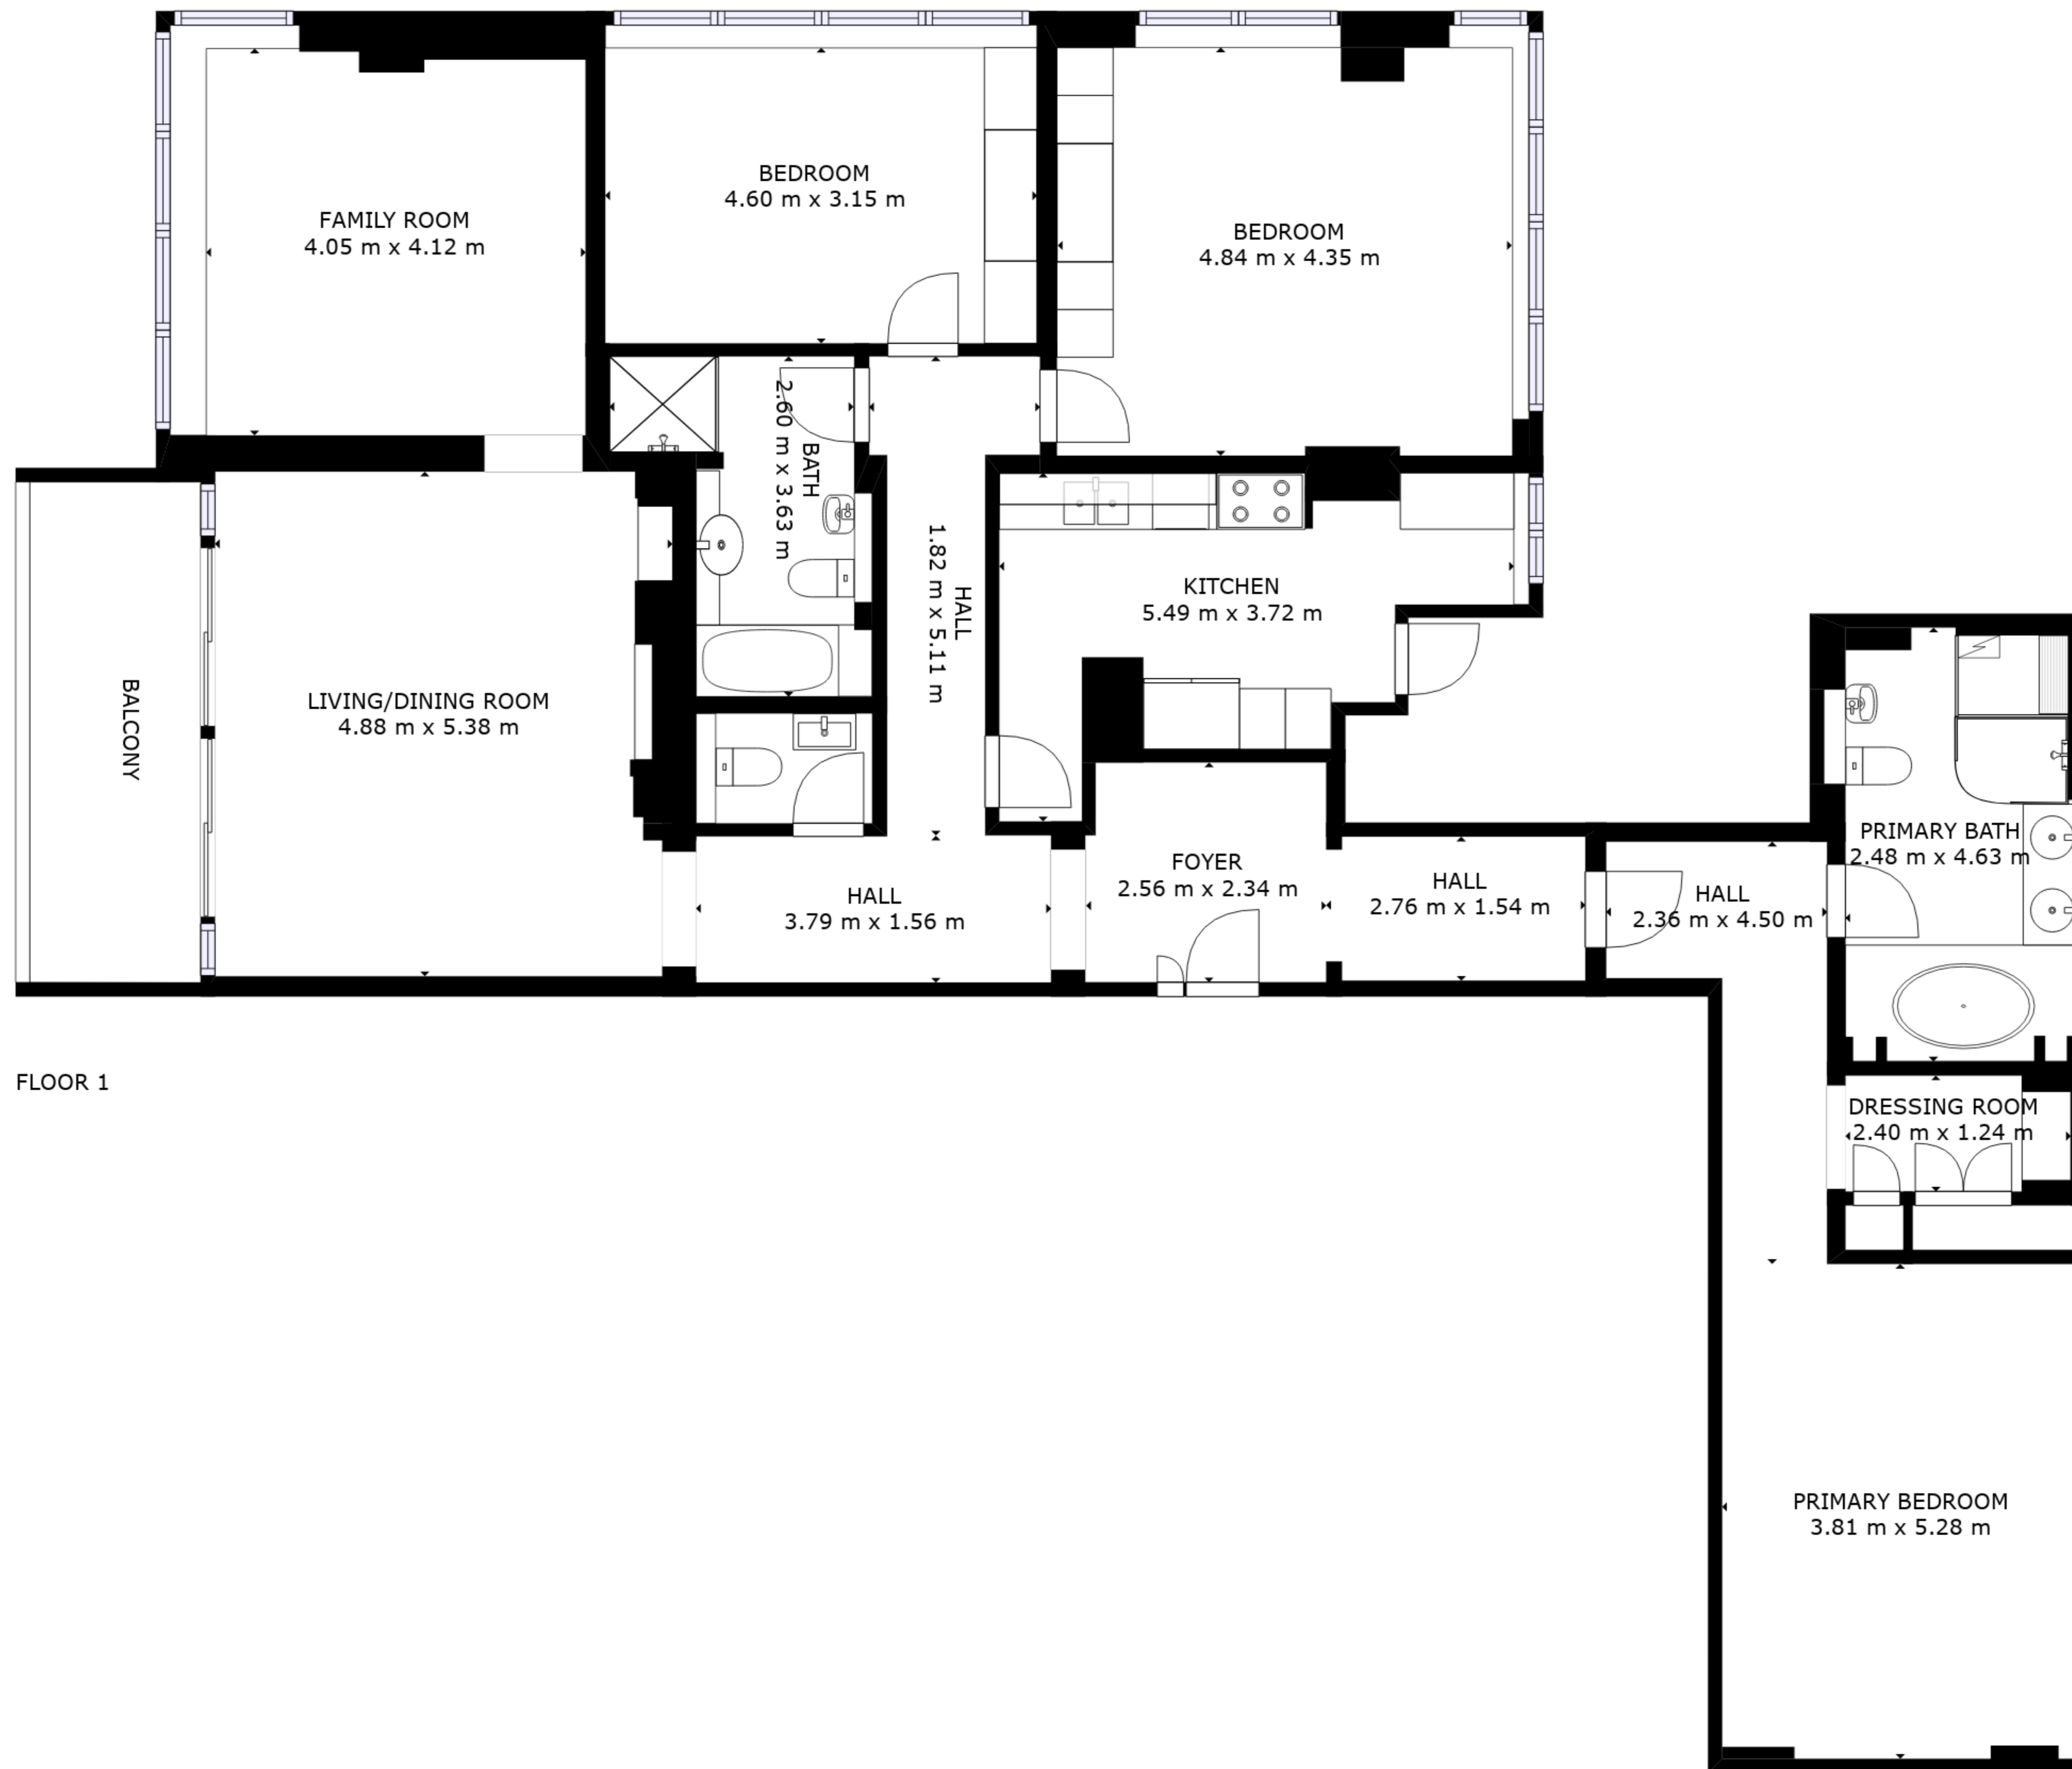 FAMILY ROOM
4.05 m x 4.12 m
BEDROOM
4.60 m x 3.15 m
BEDROOM
4.84 m x 4.35 m
BATH
2.60 m x 3.63 m
HALL
1.82 m x 5.11 m
KITCHEN
5.49 m x 3.72 m
BALCONY
LIVING/DINING ROOM
4.88 m x 5.38 m
HALL
3.79 m x 1.56 m
FOYER
2.56 m x 2.34 m
HALL
2.76 m x 1.54 m
HALL
2.36 m x 4.50 m
PRIMARY BATH
2.48 m x 4.63 m
FLOOR 1
DRESSING ROOM
2.40 m x 1.24 m
PRIMARY BEDROOM
3.81 m x 5.28 m